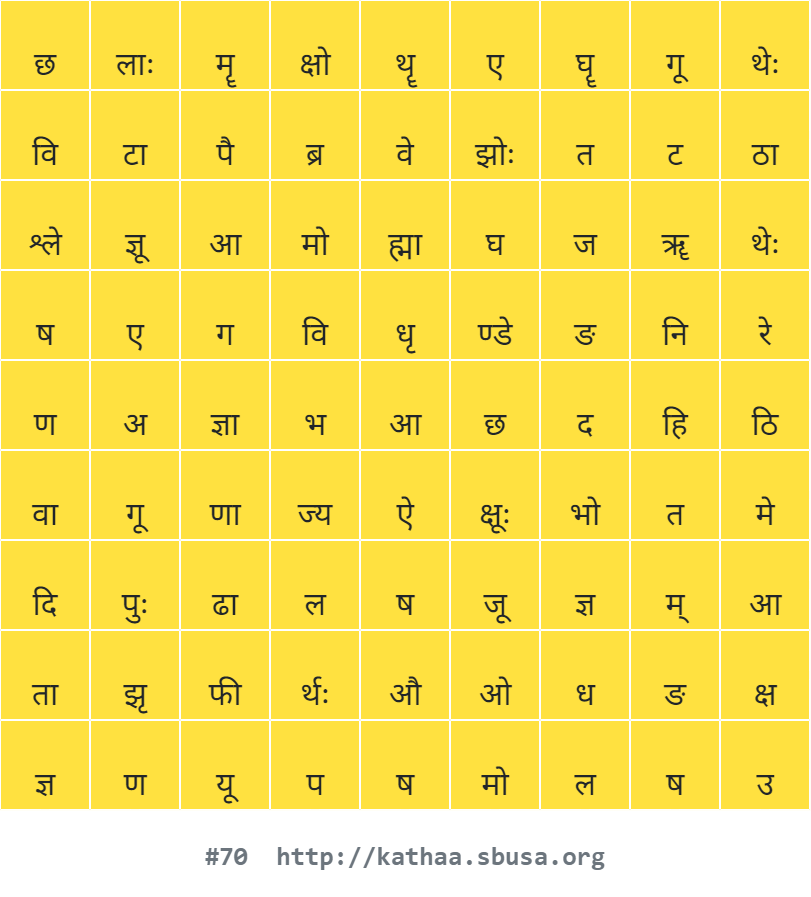 छ लाः मॄ क्षो थॄ ए घॄ गू थेः
वि टा पै ब्र वे झोः त ट ठा
श्ले ज्ञू आ मो ह्मा घ ज ॠ थेः
ष ए ग वि धृ ण्डे ङ नि रे
ण अ ज्ञा भ आ छ द हि ठि
वा गू णा ज्य ऐ क्षूः भो त मे
दि पुः ढा ल ष जू ज्ञ म् आ
ता झृ फी र्थः औ ओ ध ङ क्ष
ज्ञ ण यू प ष मो ल ष उ
#70 http://kathaa.sbusa.org